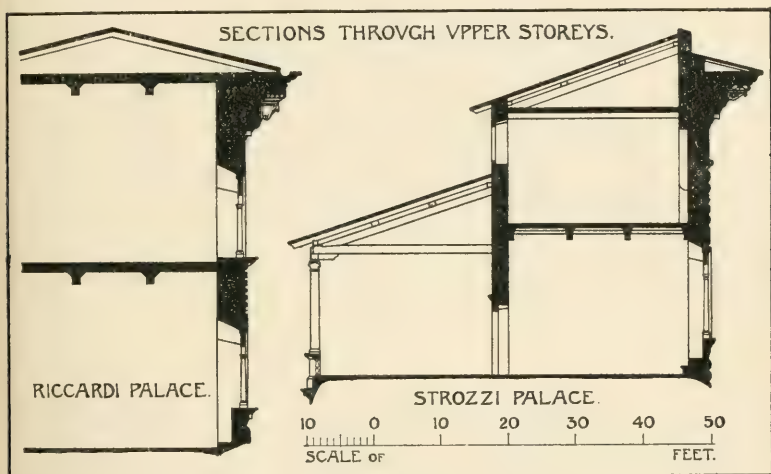 SECTIONS THROVGH VPPER STOREYS.
RICCARDI PALACE.
STROZZI PALACE.
10 0 10 20 30 40 50
SCALE OF FEET.